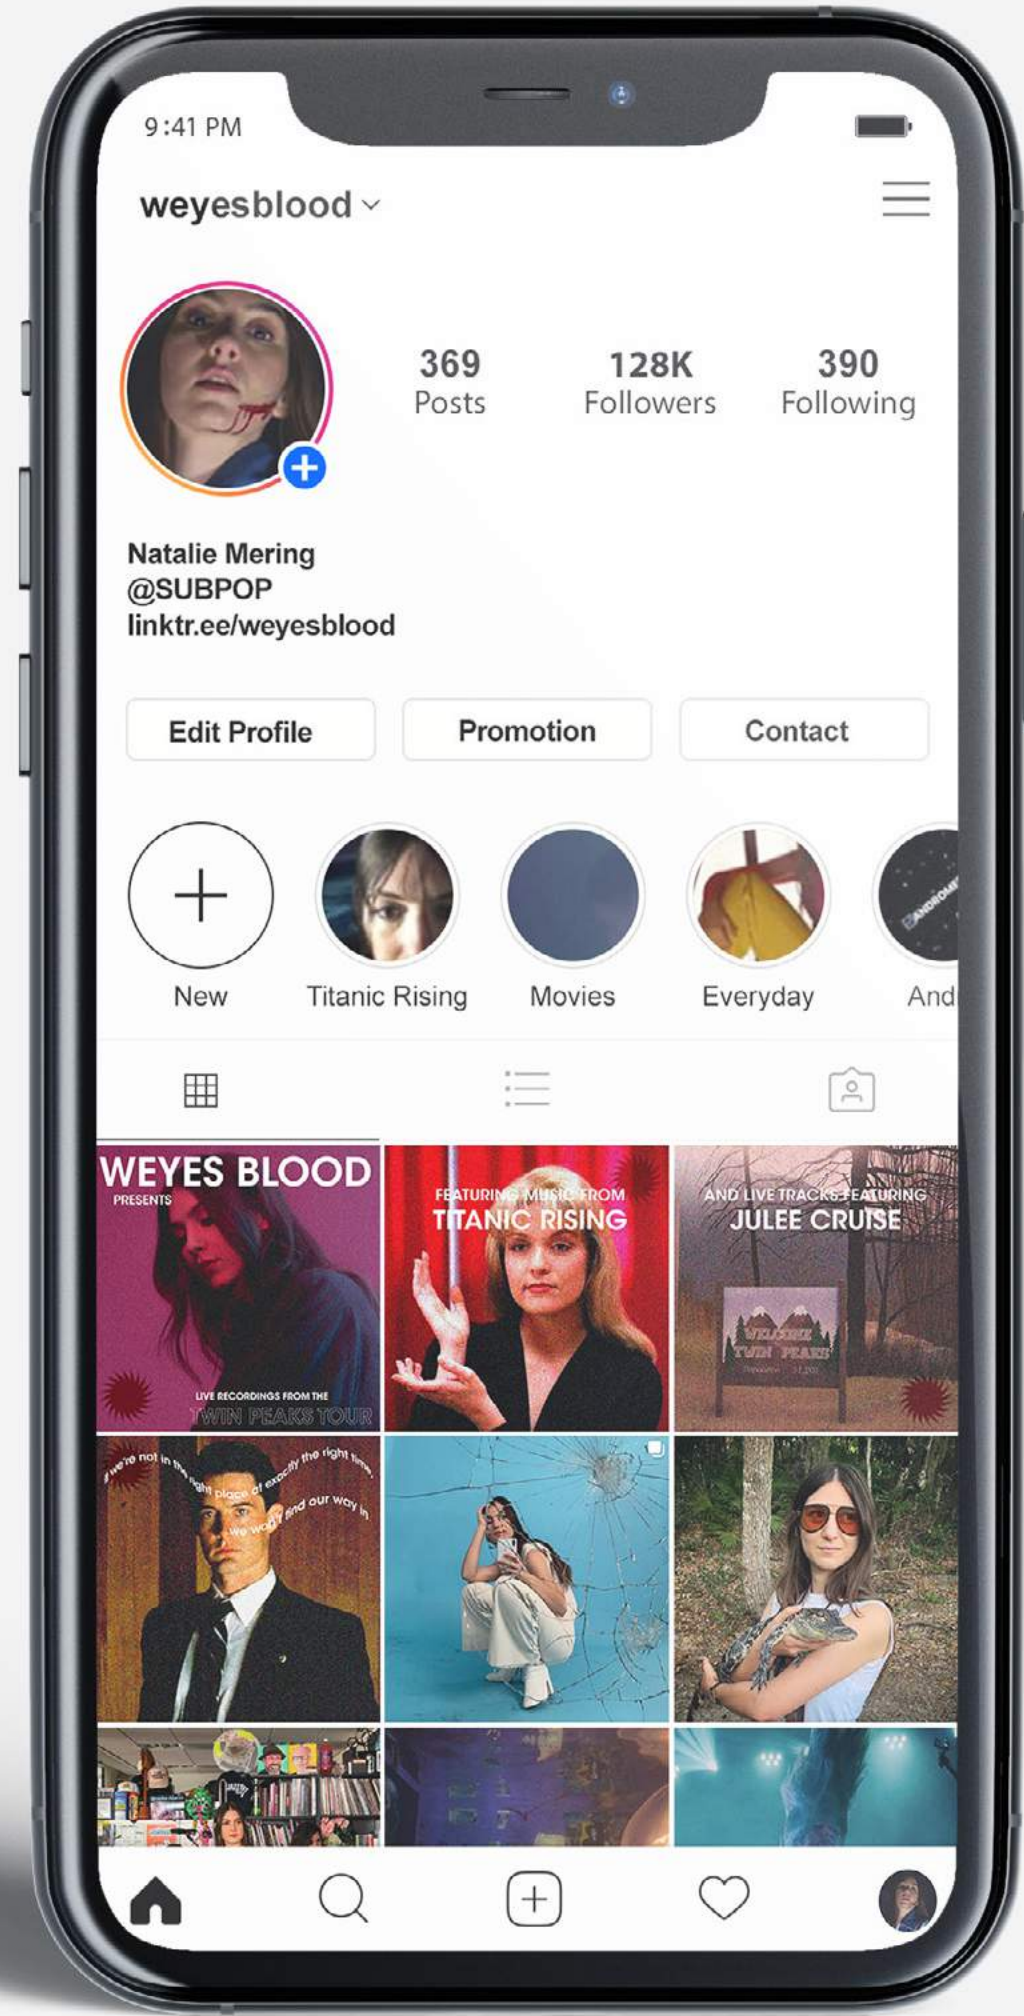 9:41 PM
weyesblood
369
Posts
128K
Followers
390
Following
Natalie Mering
@SUBPOP
linktr.ee/weyesblood
Edit Profile
Promotion
Contact
New
Titanic Rising
Movies
Everyday
And
WEYES BLOOD
PRESENTS
LIVE RECORDINGS FROM THE
TWIN PEAKS TOUR
FEATURING MUSIC FROM
TITANIC RISING
AND LIVE TRACKS FEATURING
JULEE CRUISE
WELCOME
TWIN PEAKS
we're not in the right place at exactly the right time,
we won't find our way in